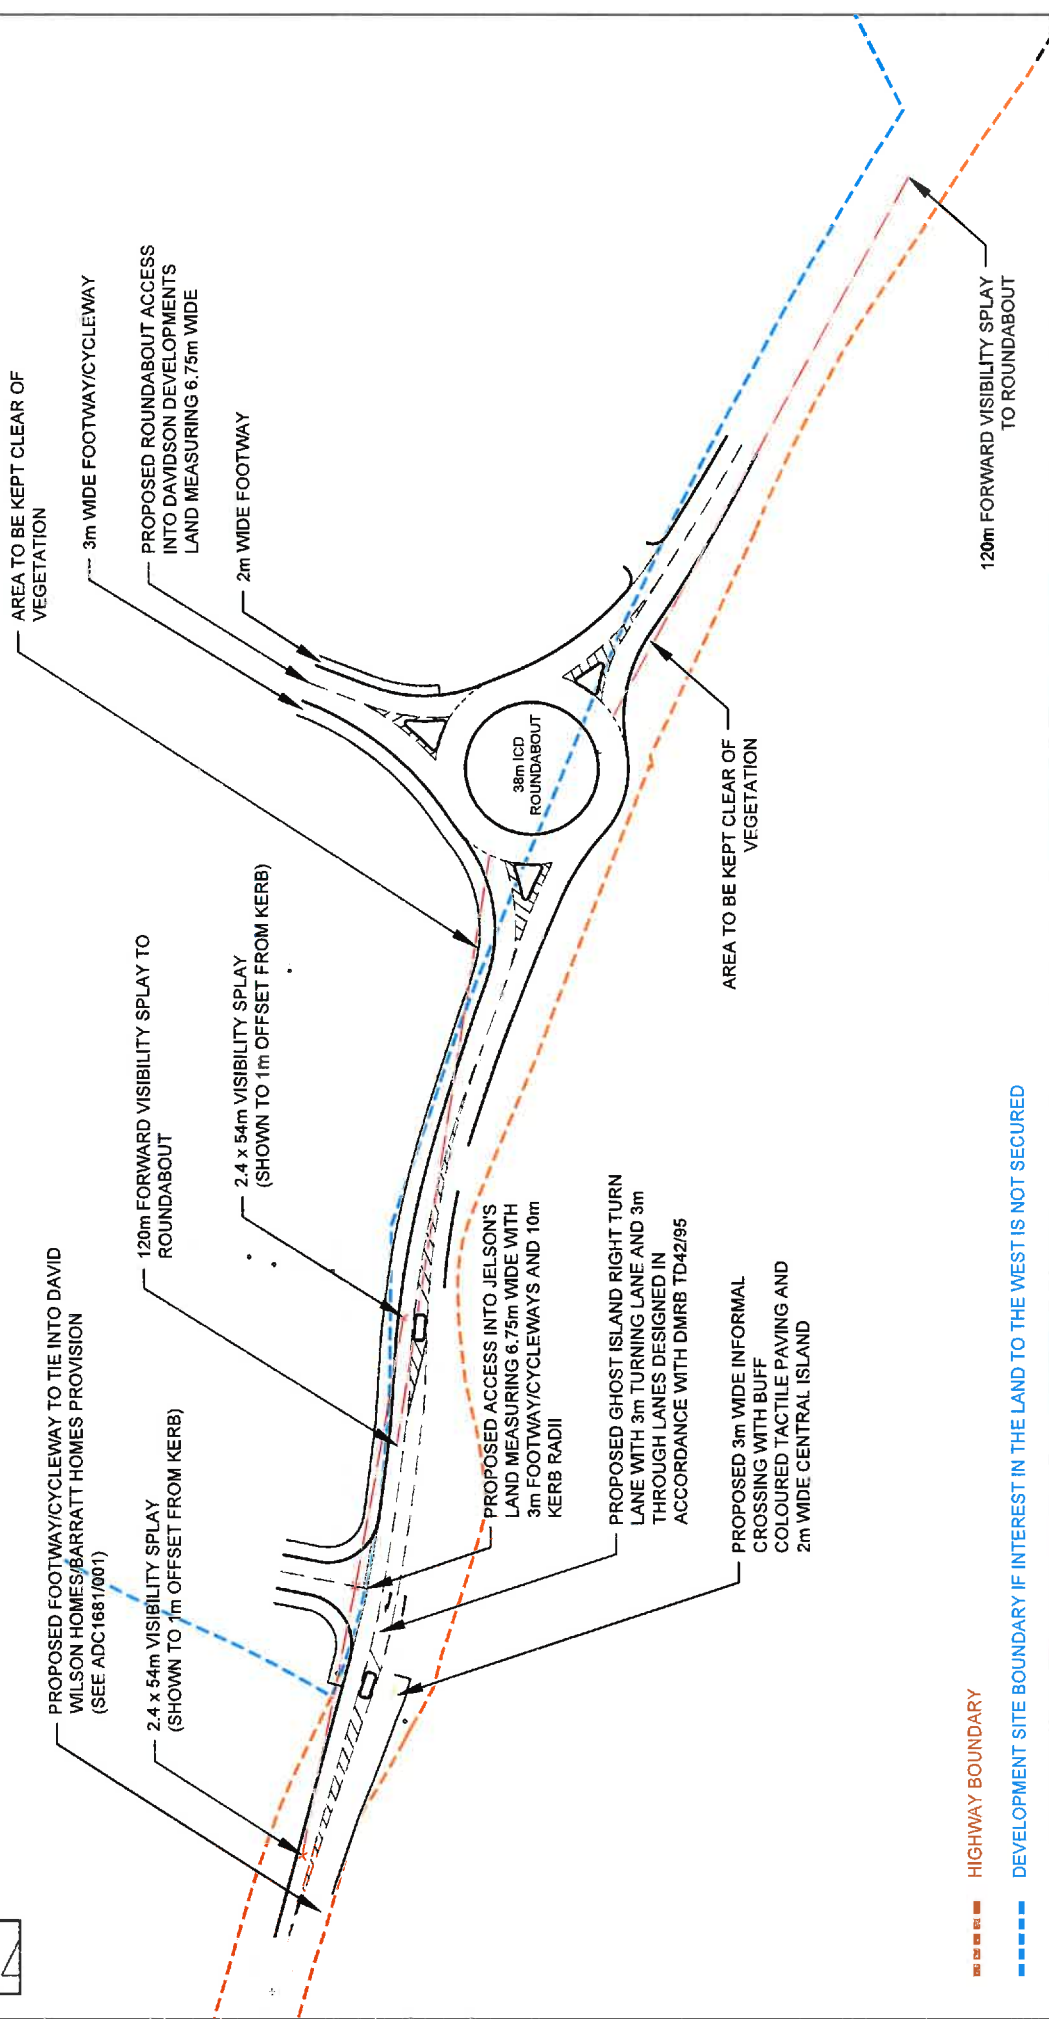 PROPOSED FOOTWAY/CYCLEWAY TO TIE INTO DAVID
WILSON HOMES/BARRATT HOMES PROVISION
(SEE ADC1681/001)
2.4 x 54m VISIBILITY SPLAY
(SHOWN TO 1m OFFSET FROM KERB)
120m FORWARD VISIBILITY SPLAY TO
ROUNDABOUT
2.4 x 54m VISIBILITY SPLAY
(SHOWN TO 1m OFFSET FROM KERB)
AREA TO BE KEPT CLEAR OF
VEGETATION
3m WIDE FOOTWAY/CYCLEWAY
PROPOSED ROUNDABOUT ACCESS
INTO DAVIDSON DEVELOPMENTS
LAND MEASURING 6.75m WIDE
2m WIDE FOOTWAY
38m ICD
ROUNDABOUT
PROPOSED ACCESS INTO JELSON'S
LAND MEASURING 6.75m WIDE WITH
3m FOOTWAY/CYCLEWAYS AND 10m
KERB RADII
PROPOSED GHOST ISLAND RIGHT TURN
LANE WITH 3m TURNING LANE AND 3m
THROUGH LANES DESIGNED IN
ACCORDANCE WITH DMRB TD42/95
PROPOSED 3m WIDE INFORMAL
CROSSING WITH BUFF
COLOURED TACTILE PAVING AND
2m WIDE CENTRAL ISLAND
AREA TO BE KEPT CLEAR OF
VEGETATION
120m FORWARD VISIBILITY SPLAY
TO ROUNDABOUT
HIGHWAY BOUNDARY
DEVELOPMENT SITE BOUNDARY IF INTEREST IN THE LAND TO THE WEST IS NOT SECURED